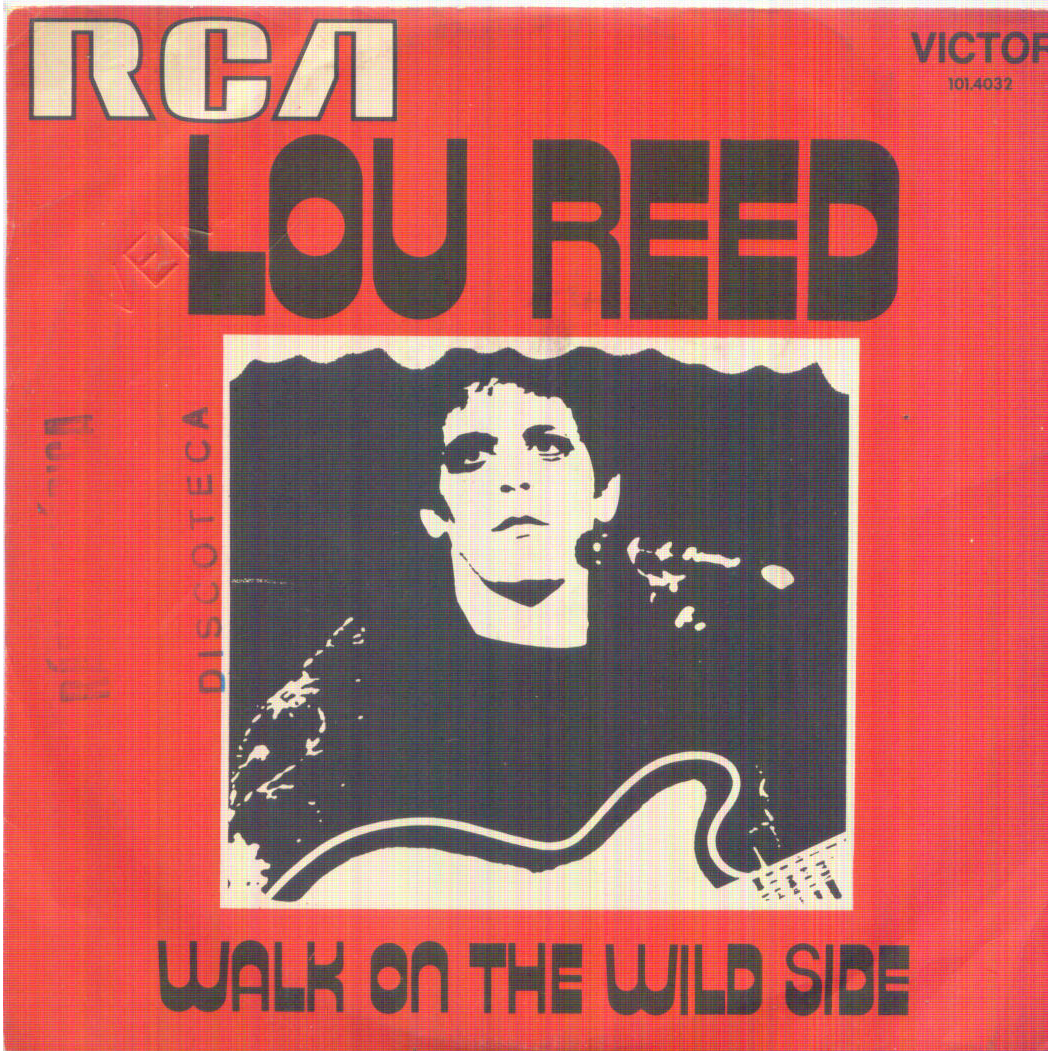 RCA
VICTOR
101.4032
LOU REED
DISCOTECA
WALK ON THE WILD SIDE